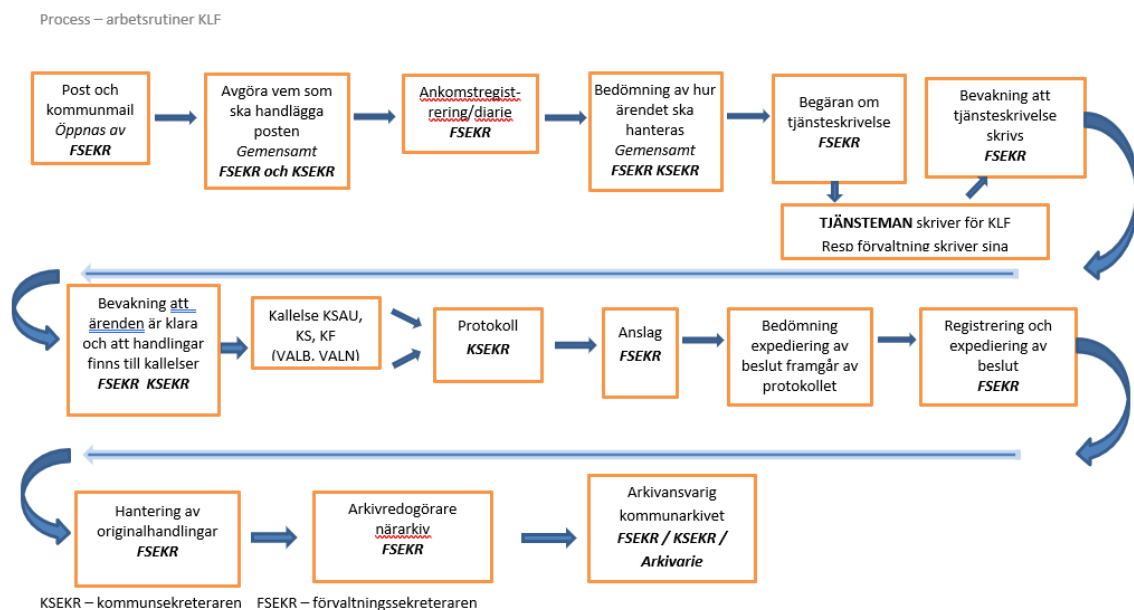 Process – arbetsrutiner KLF
Post och
kommunmail
Öppnas av
FSEKR
Avgöra vem som
ska handlägga
posten
Gemensamt
FSEKR och KSEKR
Ankomstregist-
rering/diarie
FSEKR
Bedömning av hur
ärendet ska
hanteras
Gemensamt
FSEKR KSEKR
Begäran om
tjänsteskrivelse
FSEKR
Bevakning att
tjänsteskrivelse
skrivs
FSEKR
TJÄNSTEMAN skriver för KLF
Resp förvaltning skriver sina
Bevakning att
ärenden är klara
och att handlingar
finns till kallelser
FSEKR KSEKR
Kallelse KSAU,
KS, KF
(VALB. VALN)
Protokoll
KSEKR
Anslag
FSEKR
Bedömning
expediering av
beslut framgår av
protokollet
Registrering och
expediering av
beslut
FSEKR
Hantering av
originalhandlingar
FSEKR
Arkivredogörare
närarkiv
FSEKR
Arkivansvarig
kommunarkivet
FSEKR / KSEKR /
Arkivarie
KSEKR – kommunsekreteraren FSEKR – förvaltningssekreteraren